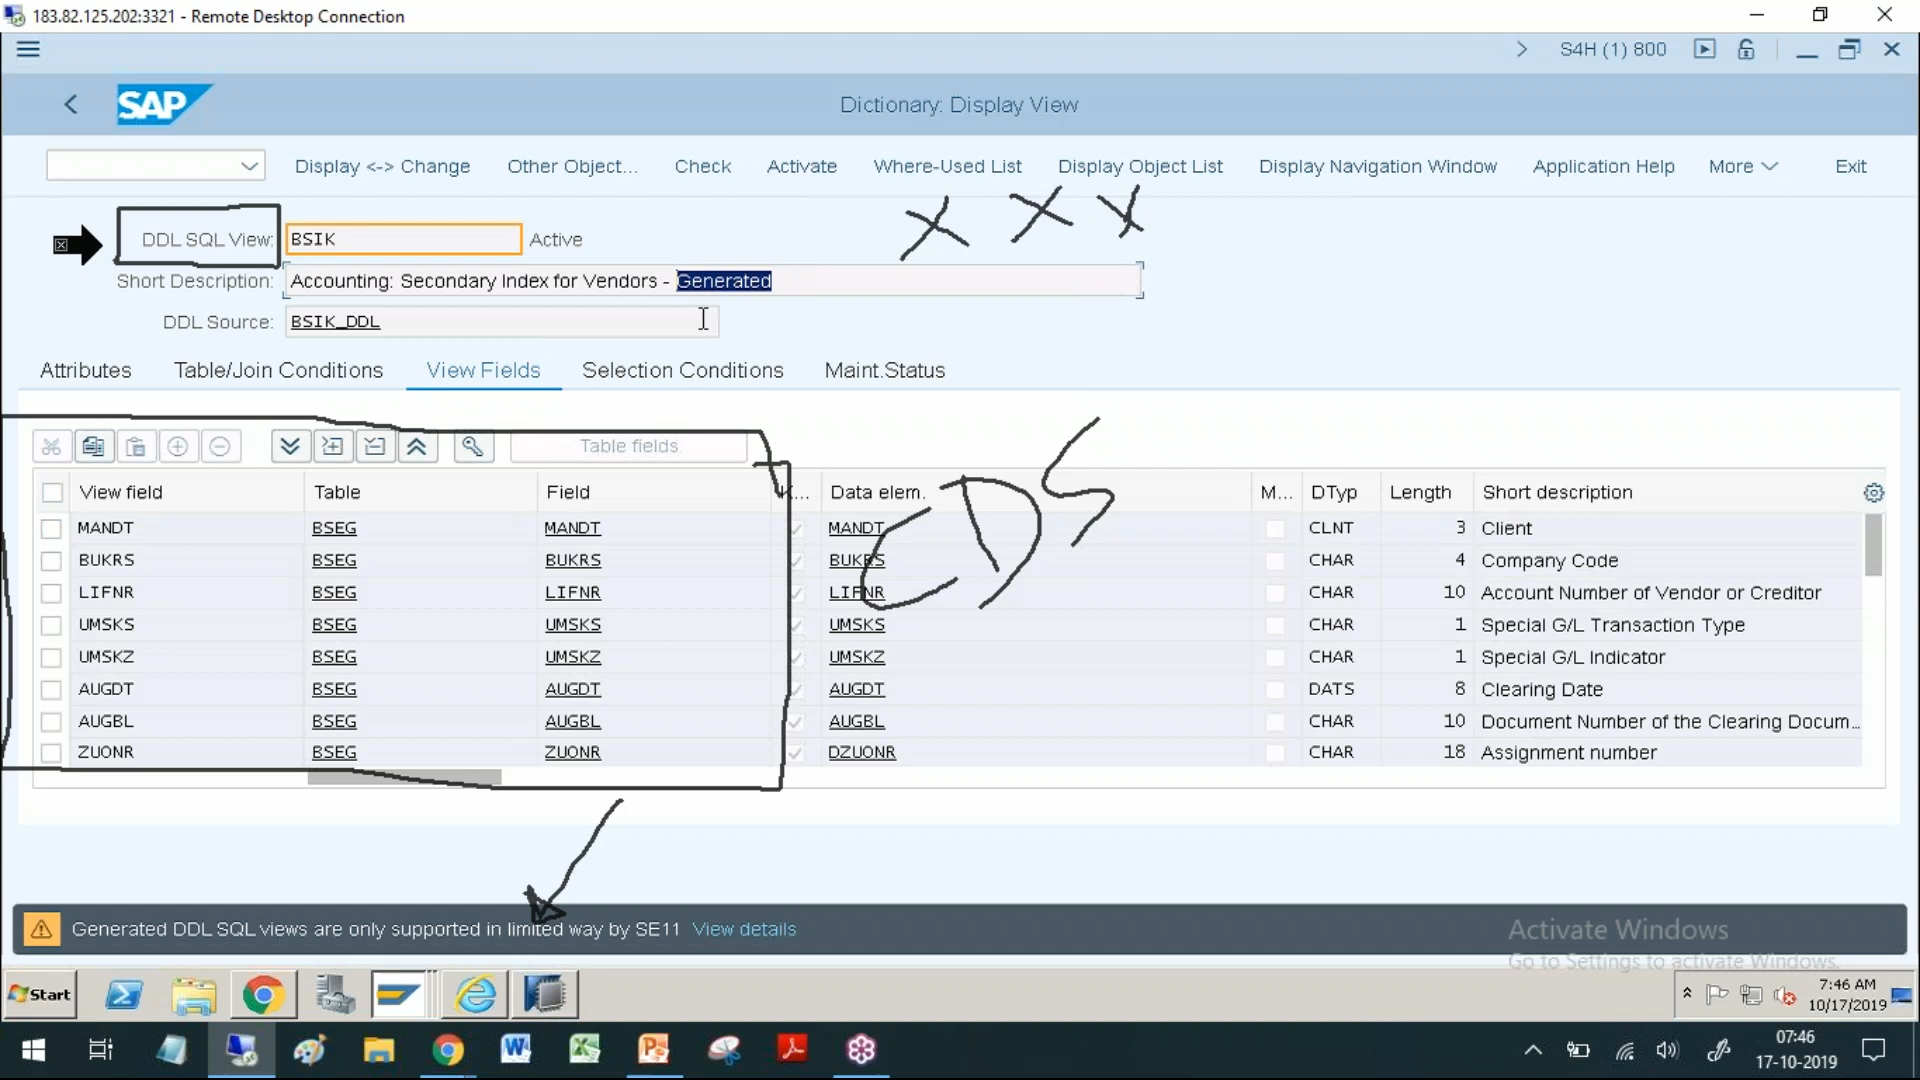 183.82.125.202:3321 - Remote Desktop Connection
S4H (1) 800
SAP
Dictionary: Display View
Display <-> Change Other Object... Check Activate Where-Used List Display Object List Display Navigation Window Application Help More Exit
X X X
DDL SQL View: BSIK Active
Short Description: Accounting: Secondary Index for Vendors - Generated
DDL Source: BSIK_DDL
Attributes Table/Join Conditions View Fields Selection Conditions Maint.Status
Table fields
CDS
View field Table Field K... Data elem. M... DTyp Length Short description
MANDT BSEG MANDT MANDT CLNT 3 Client
BUKRS BSEG BUKRS BUKRS CHAR 4 Company Code
LIFNR BSEG LIFNR LIFNR CHAR 10 Account Number of Vendor or Creditor
UMSKS BSEG UMSKS UMSKS CHAR 1 Special G/L Transaction Type
UMSKZ BSEG UMSKZ UMSKZ CHAR 1 Special G/L Indicator
AUGDT BSEG AUGDT AUGDT DATS 8 Clearing Date
AUGBL BSEG AUGBL AUGBL CHAR 10 Document Number of the Clearing Docum...
ZUONR BSEG ZUONR DZUONR CHAR 18 Assignment number
Generated DDL SQL views are only supported in limited way by SE11 View details
Activate Windows
Go to Settings to activate Windows.
Start
7:46 AM
10/17/2019
07:46
17-10-2019